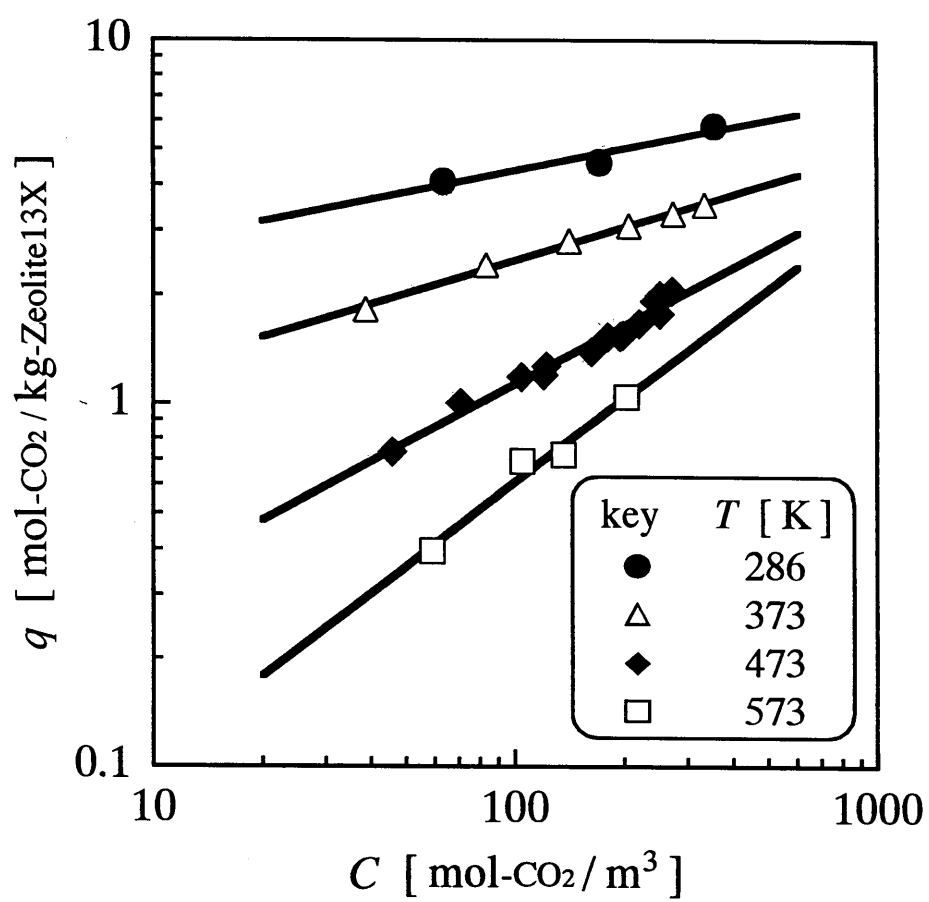 10
1
0.1
10 100 1000
q [ mol-CO2 / kg-Zeolite13X ]
C [ mol-CO2 / m3 ]
key T [ K ]
286
373
473
573